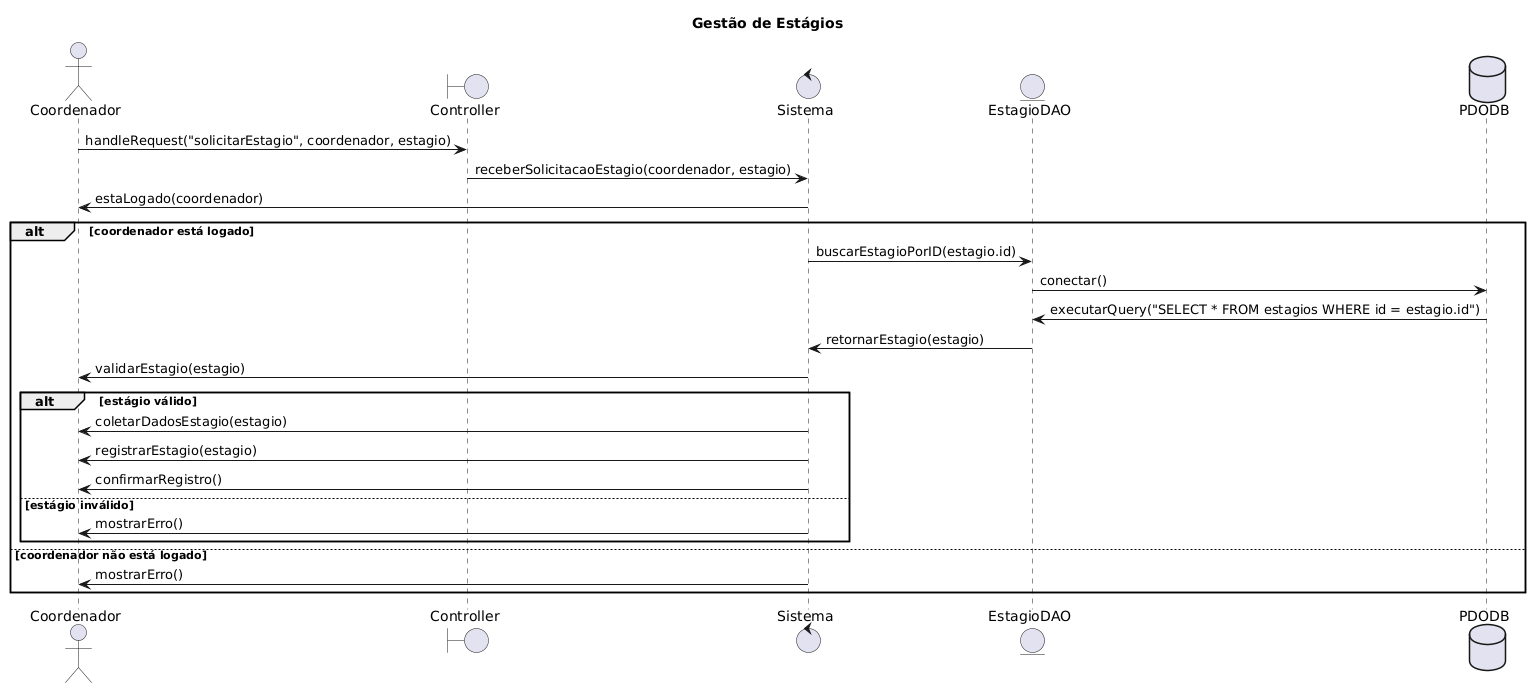 Gestão de Estágios
Coordenador Controller Sistema EstagioDAO PDODB
handleRequest("solicitarEstagio", coordenador, estagio)
receberSolicitacaoEstagio(coordenador, estagio)
estaLogado(coordenador)
alt [coordenador está logado]
buscarEstagioPorID(estagio.id)
conectar()
executarQuery("SELECT * FROM estagios WHERE id = estagio.id")
retornarEstagio(estagio)
validarEstagio(estagio)
alt [estágio válido]
coletarDadosEstagio(estagio)
registrarEstagio(estagio)
confirmarRegistro()
[estágio inválido]
mostrarErro()
[coordenador não está logado]
mostrarErro()
Coordenador Controller Sistema EstagioDAO PDODB